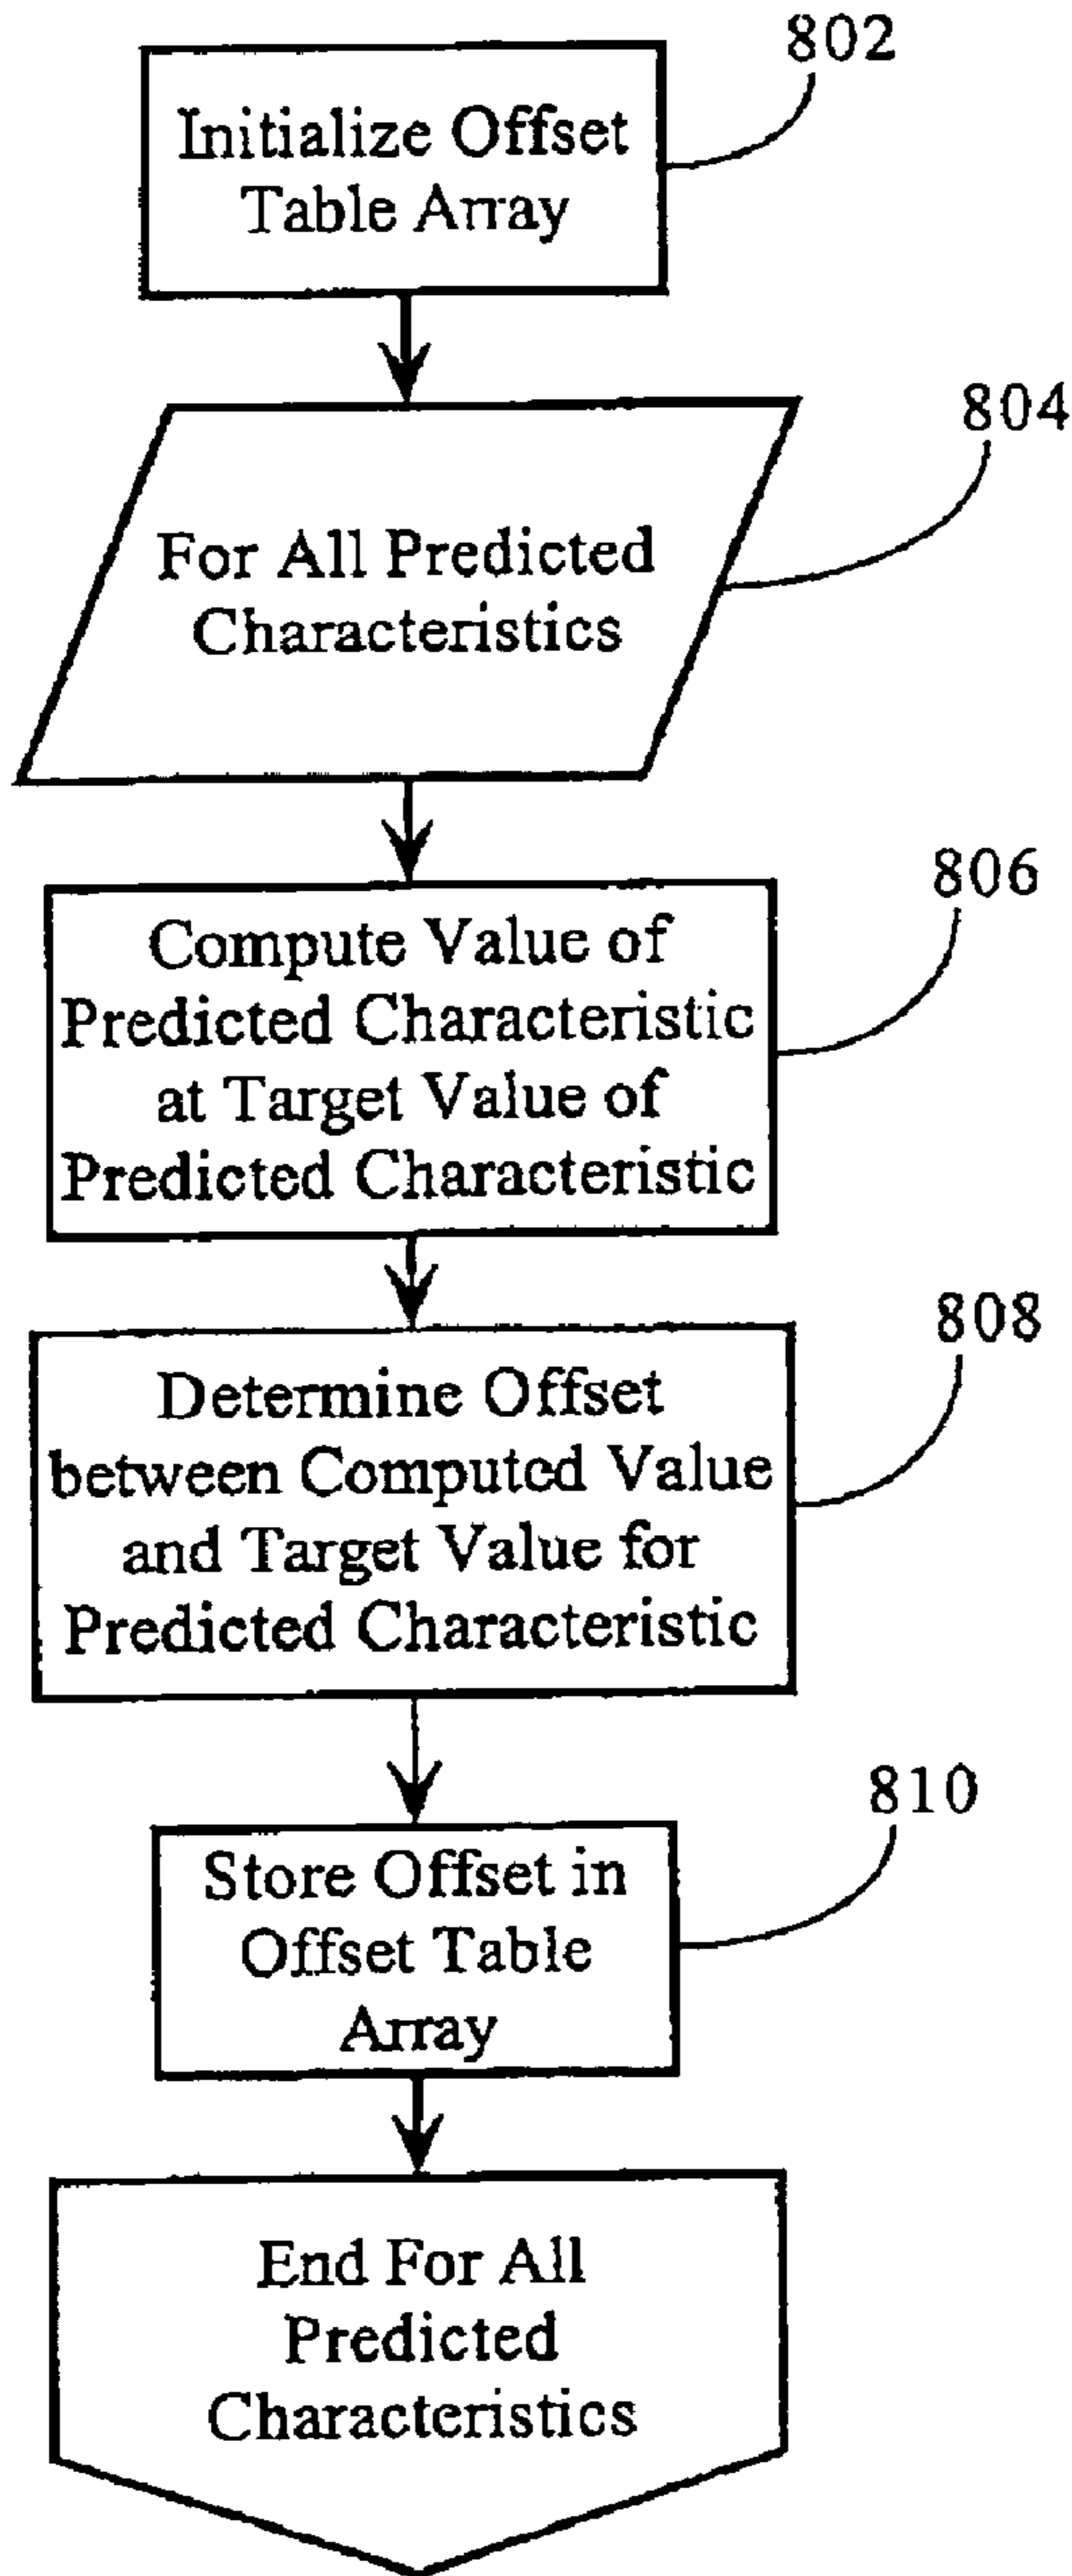 802
Initialize Offset
Table Array
804
For All Predicted
Characteristics
806
Compute Value of
Predicted Characteristic
at Target Value of
Predicted Characteristic
808
Determine Offset
between Computed Value
and Target Value for
Predicted Characteristic
810
Store Offset in
Offset Table
Array
End For All
Predicted
Characteristics